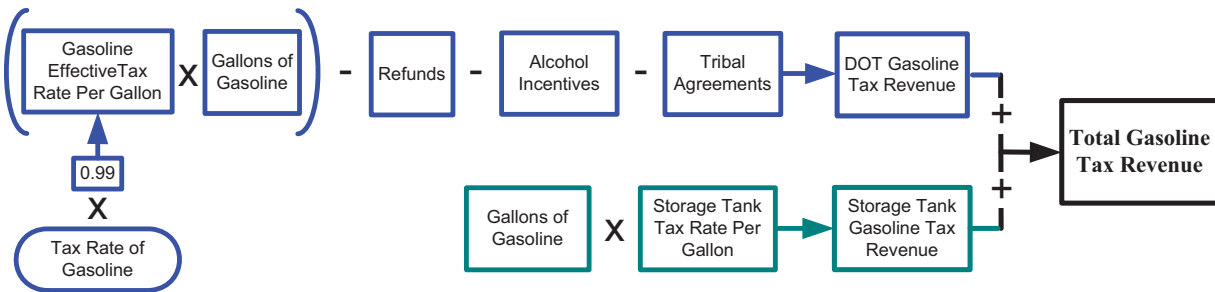 Gasoline
EffectiveTax
Rate Per Gallon
X
Gallons of
Gasoline
-
Refunds
-
Alcohol
Incentives
-
Tribal
Agreements
DOT Gasoline
Tax Revenue
0.99
X
Tax Rate of
Gasoline
Gallons of
Gasoline
X
Storage Tank
Tax Rate Per
Gallon
Storage Tank
Gasoline Tax
Revenue
+
+
Total Gasoline
Tax Revenue